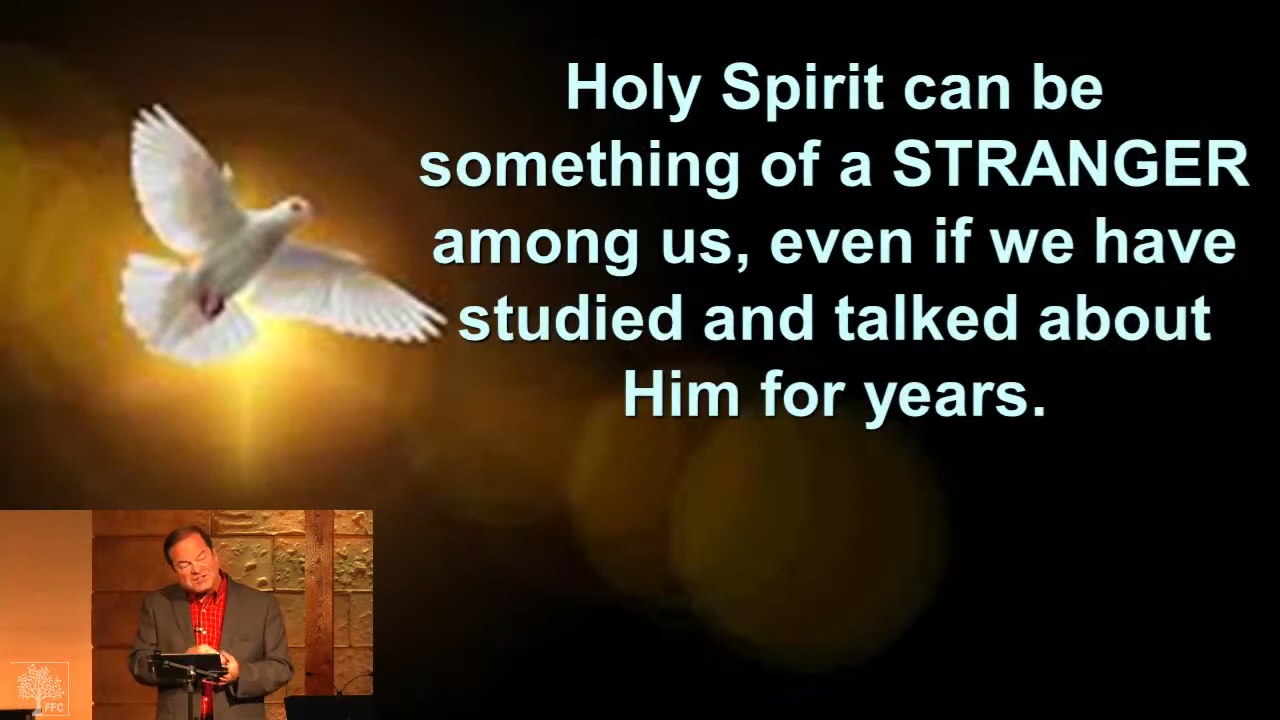 Holy Spirit can be
something of a STRANGER
among us, even if we have
studied and talked about
Him for years.
FFC